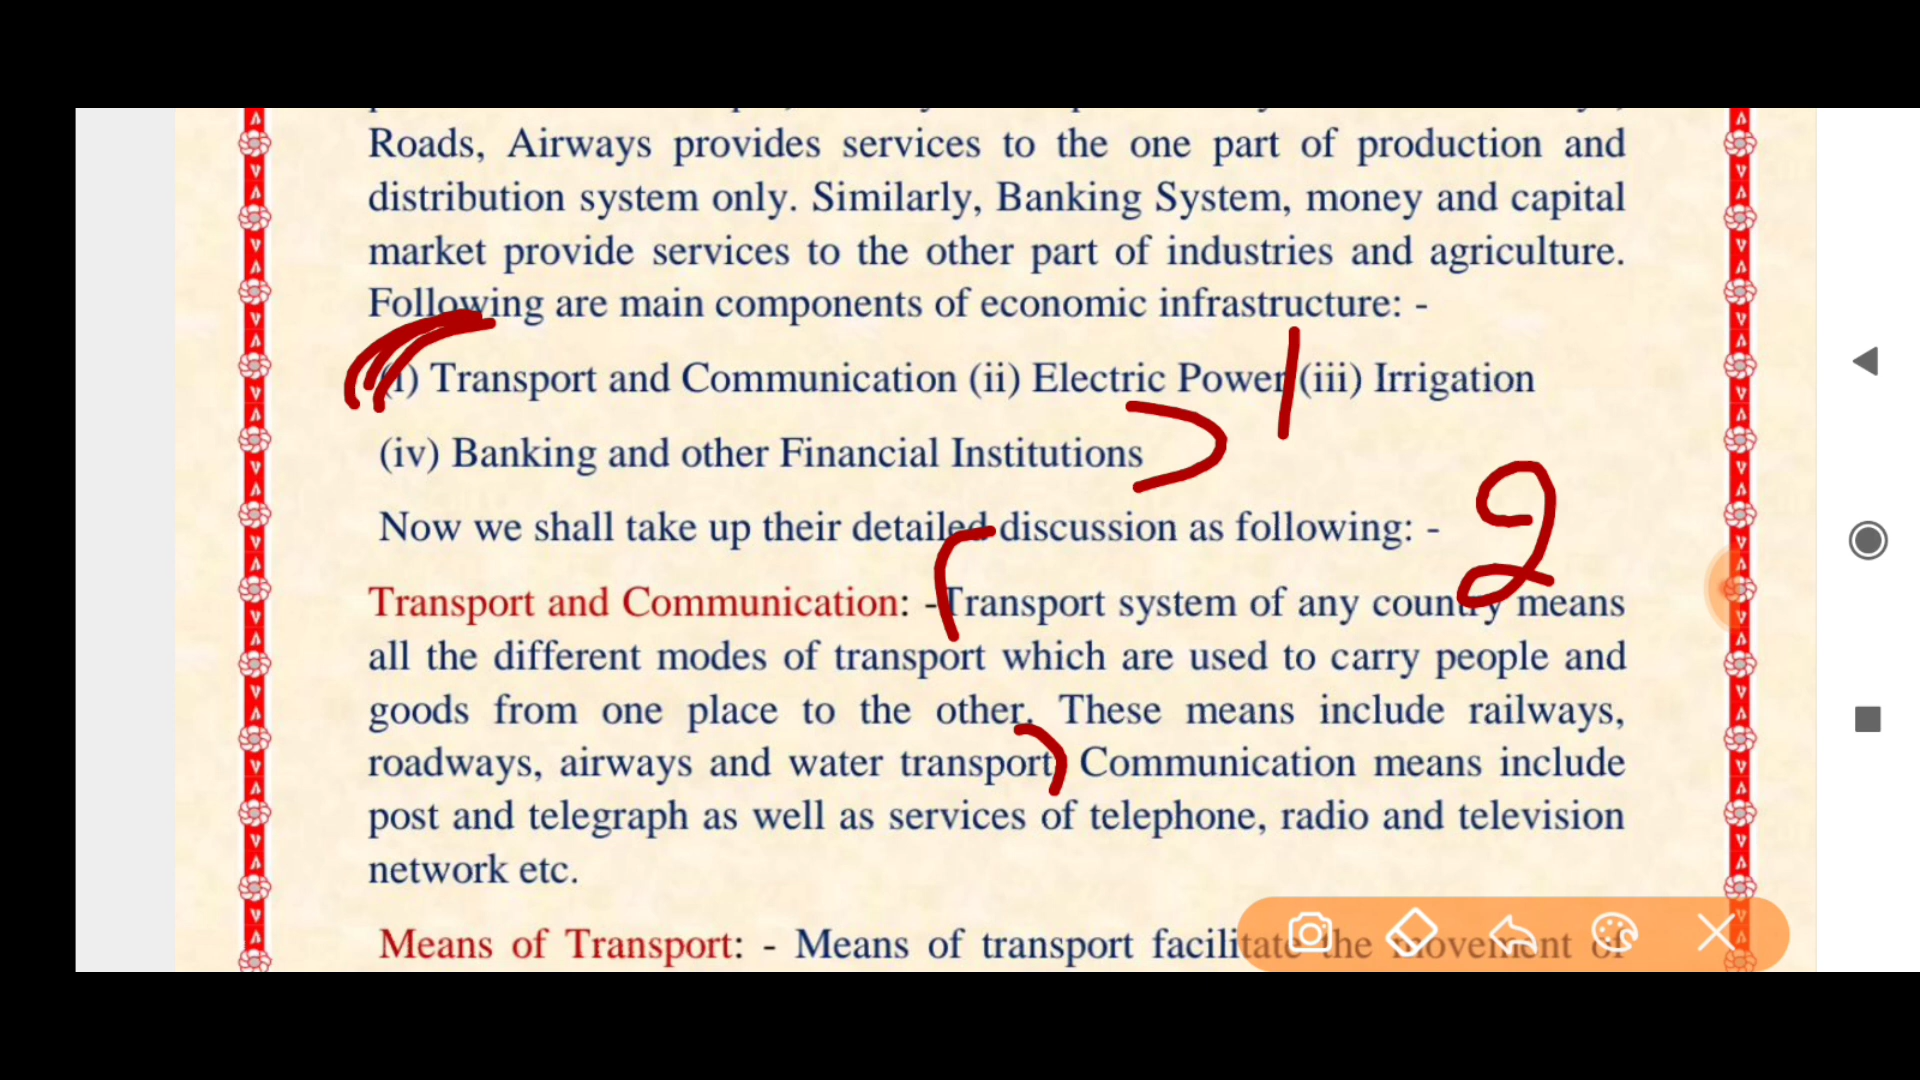 Roads, Airways provides services to the one part of production and
distribution system only. Similarly, Banking System, money and capital
market provide services to the other part of industries and agriculture.
Following are main components of economic infrastructure: -
(i) Transport and Communication (ii) Electric Power (iii) Irrigation
(iv) Banking and other Financial Institutions
Now we shall take up their detailed discussion as following: -
Transport and Communication: -Transport system of any country means
all the different modes of transport which are used to carry people and
goods from one place to the other. These means include railways,
roadways, airways and water transport. Communication means include
post and telegraph as well as services of telephone, radio and television
network etc.
Means of Transport: - Means of transport facilitate the movement of
1
2